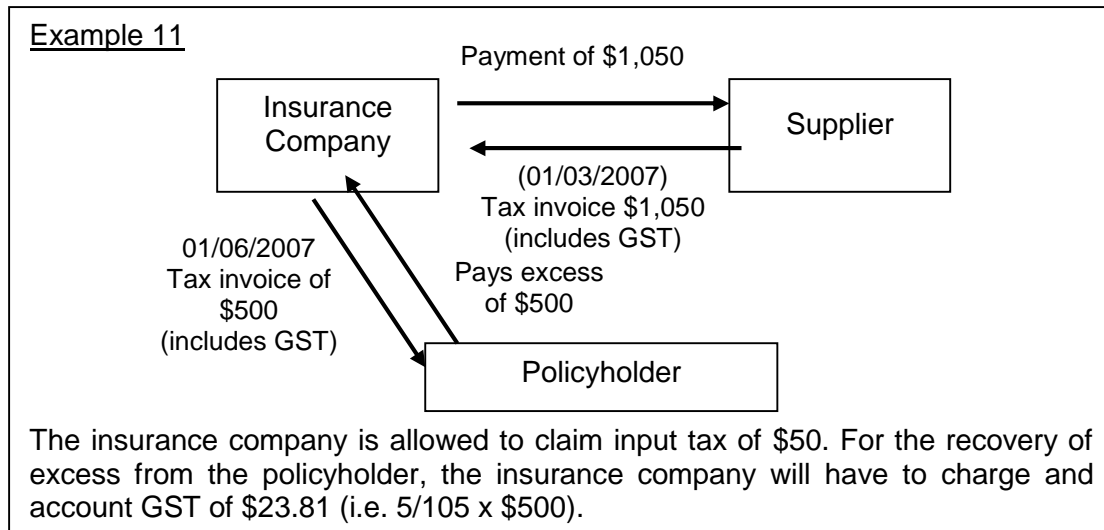 Example 11
Payment of $1,050
Insurance
Company
Supplier
(01/03/2007)
Tax invoice $1,050
(includes GST)
01/06/2007
Tax invoice of
$500
(includes GST)
Pays excess
of $500
Policyholder
The insurance company is allowed to claim input tax of $50. For the recovery of
excess from the policyholder, the insurance company will have to charge and
account GST of $23.81 (i.e. 5/105 x $500).